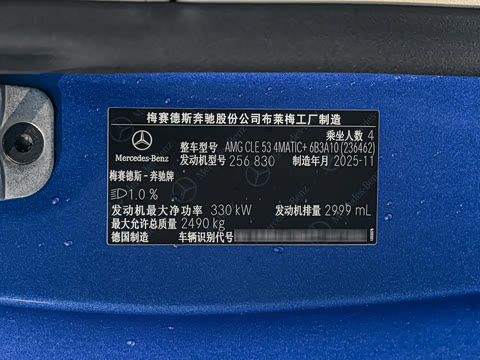 梅赛德斯奔驰股份公司布莱梅工厂制造
乘坐人数 4
整车型号 AMG CLE 53 4MATIC+ 6B3A10 (236462)
Mercedes-Benz 发动机型号 256 830 制造年月 2025-11
梅赛德斯－奔驰牌
1.0 %
发动机最大净功率 330 kW 发动机排量 2999 mL
最大允许总质量 2490 kg
德国制造 车辆识别代号